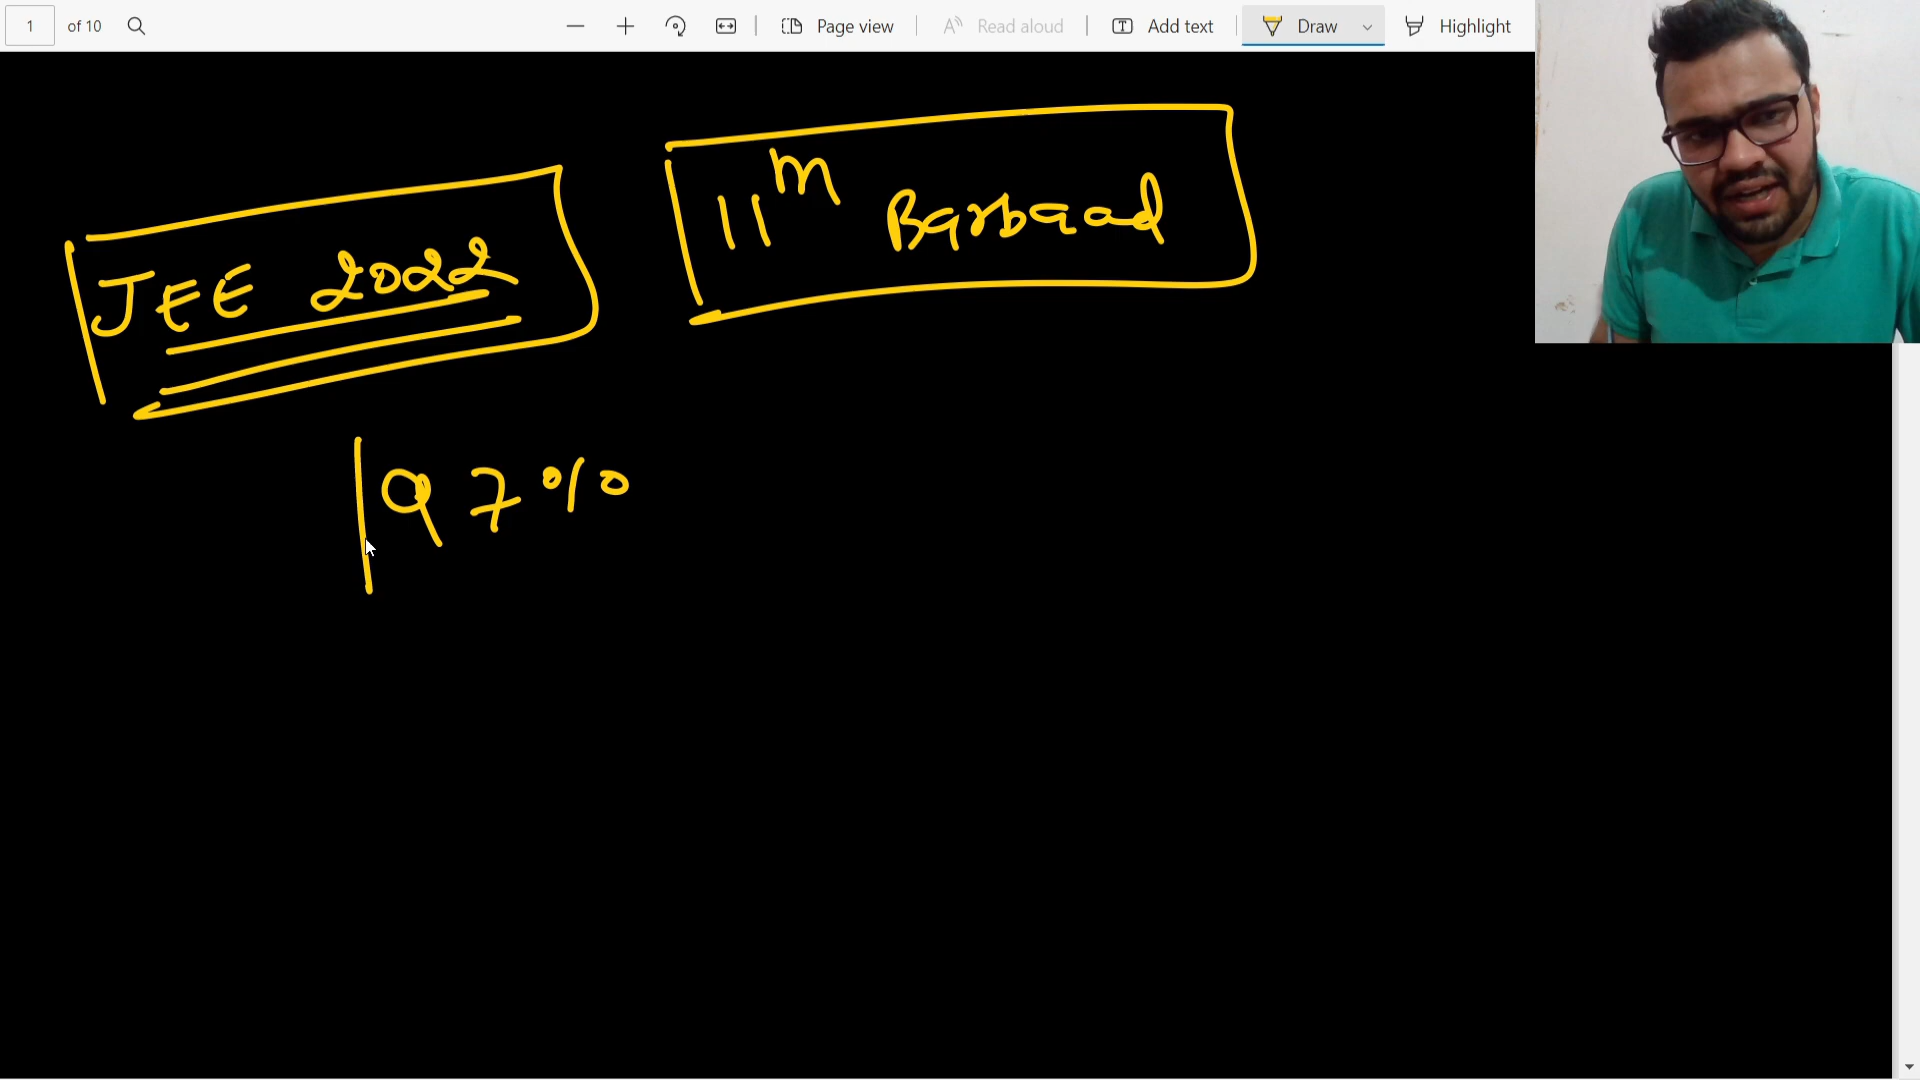 1 of 10 Page view Read aloud Add text Draw Highlight
JEE 2022
11th Barbaad
97%